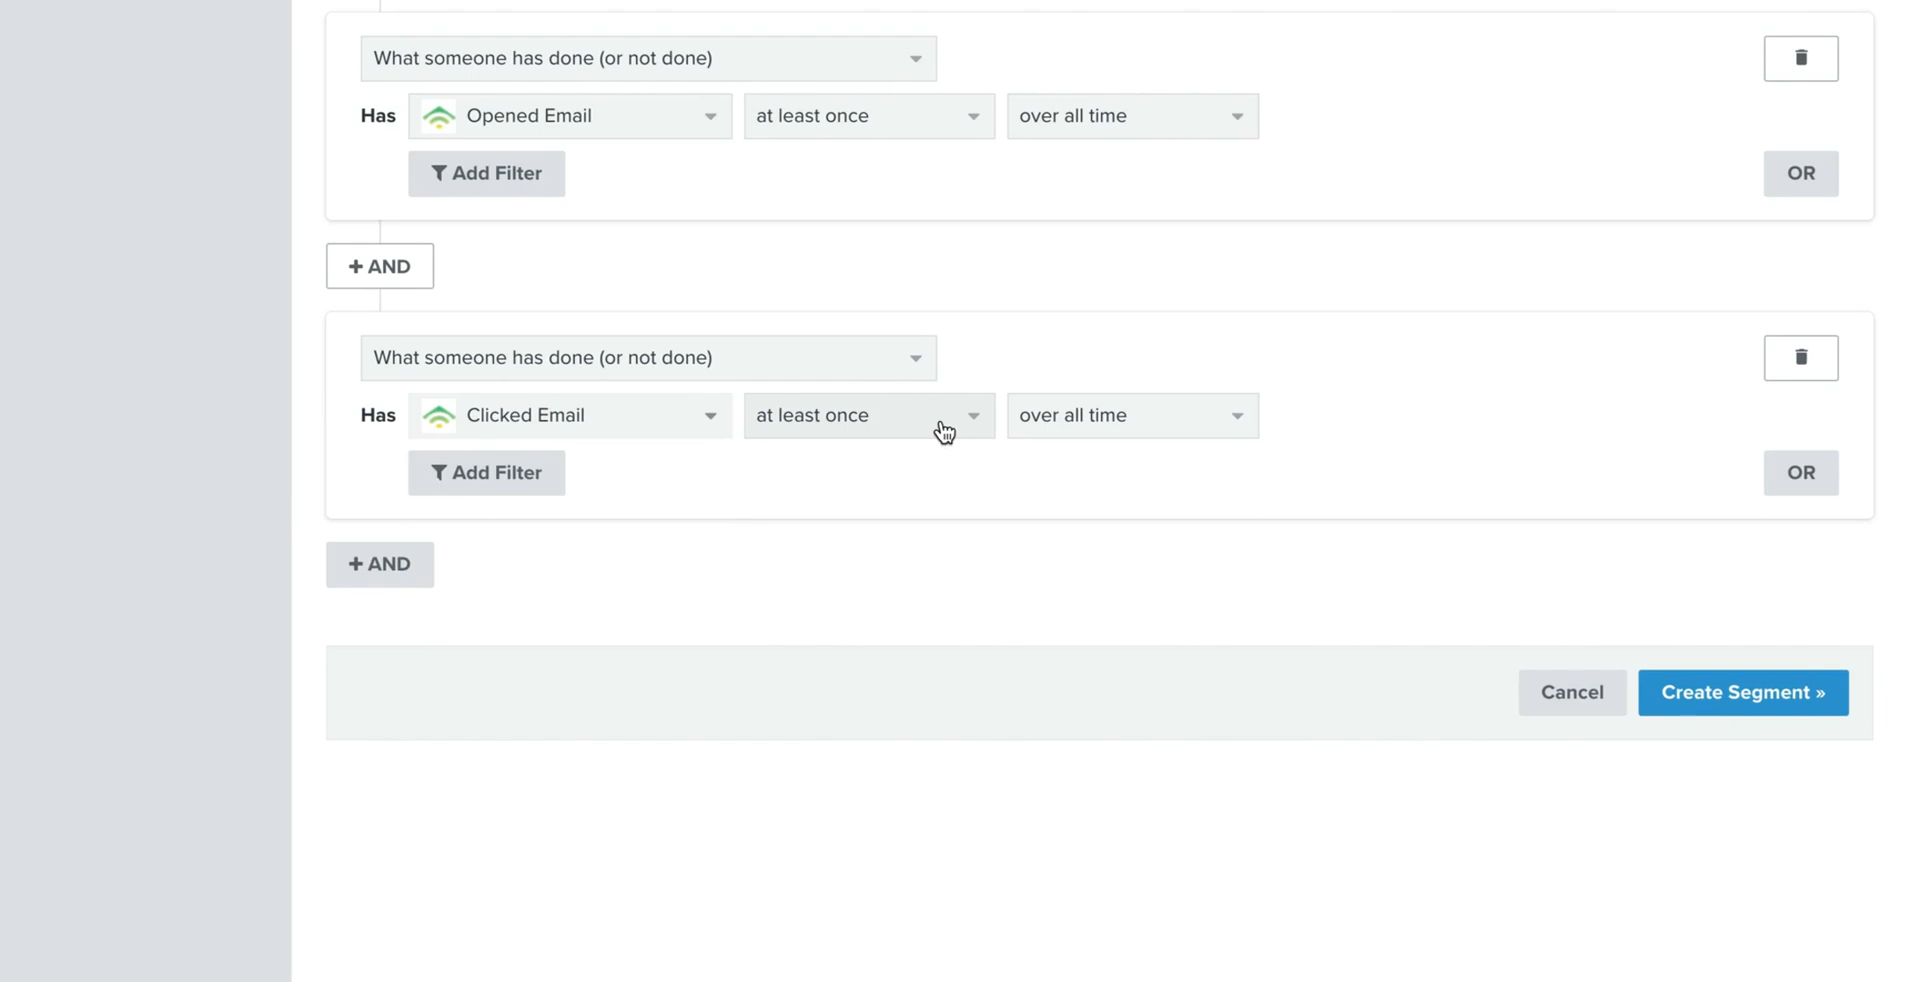 What someone has done (or not done)
Has Opened Email at least once over all time
Add Filter OR
+ AND
What someone has done (or not done)
Has Clicked Email at least once over all time
Add Filter OR
+ AND
Cancel Create Segment »